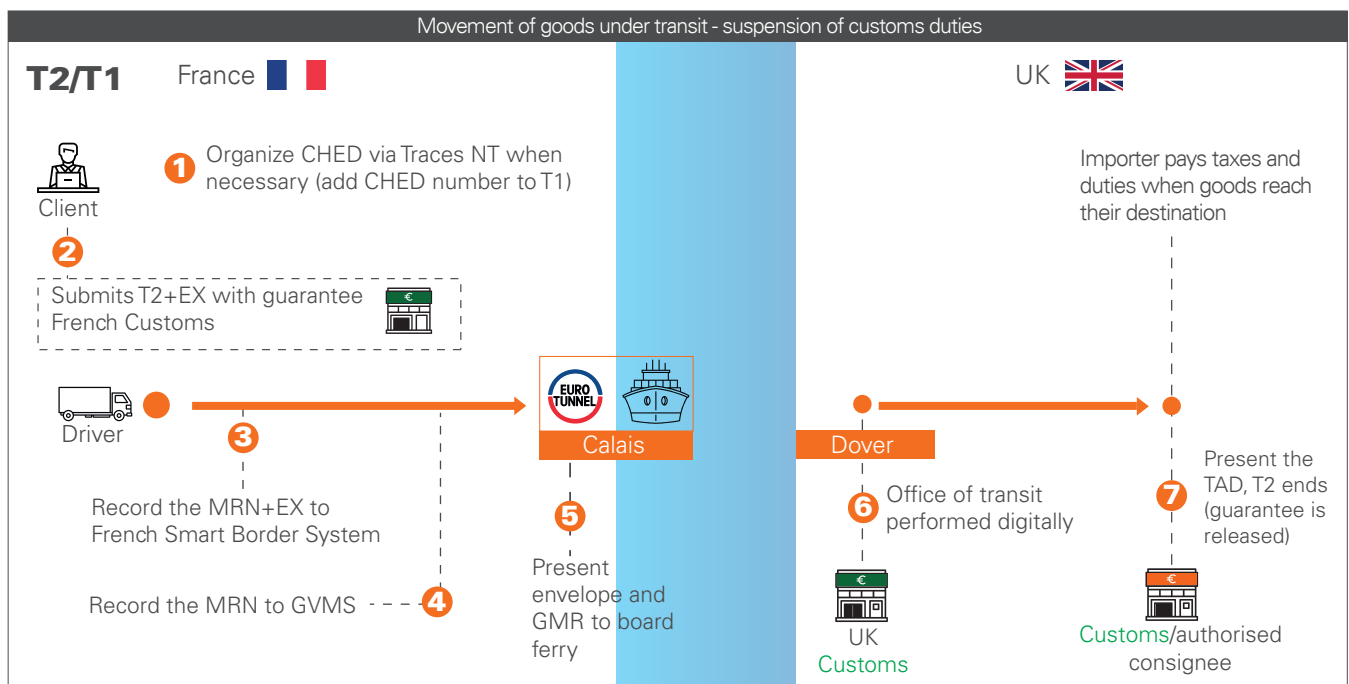 Movement of goods under transit - suspension of customs duties
T2/T1
France
UK
1
Organize CHED via Traces NT when
necessary (add CHED number to T1)
Client
2
Submits T2+EX with guarantee
French Customs
€
Driver
3
Record the MRN+EX to
French Smart Border System
Record the MRN to GVMS
4
EURO
TUNNEL
Calais
5
Present
envelope and
GMR to board
ferry
Dover
6
Office of transit
performed digitally
€
UK
Customs
Importer pays taxes and
duties when goods reach
their destination
7
Present the
TAD, T2 ends
(guarantee is
released)
€
Customs/authorised
consignee